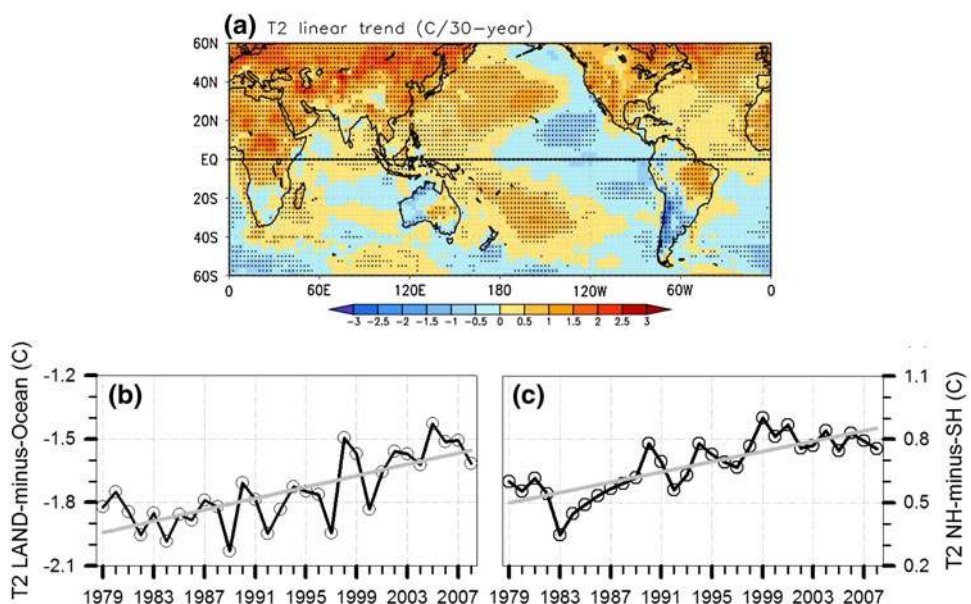 (a) T2 linear trend (C/30-year)
60N
40N
20N
EQ
20S
40S
60S
0 60E 120E 180 120W 60W 0
-3 -2.5 -2 -1.5 -1 -0.5 0 0.5 1 1.5 2 2.5 3
T2 LAND-minus-Ocean (C)
-1.2
-1.5
-1.8
-2.1
(b)
1979 1983 1987 1991 1995 1999 2003 2007
(c)
1.1
0.8
0.5
0.2
T2 NH-minus-SH (C)
1979 1983 1987 1991 1995 1999 2003 2007